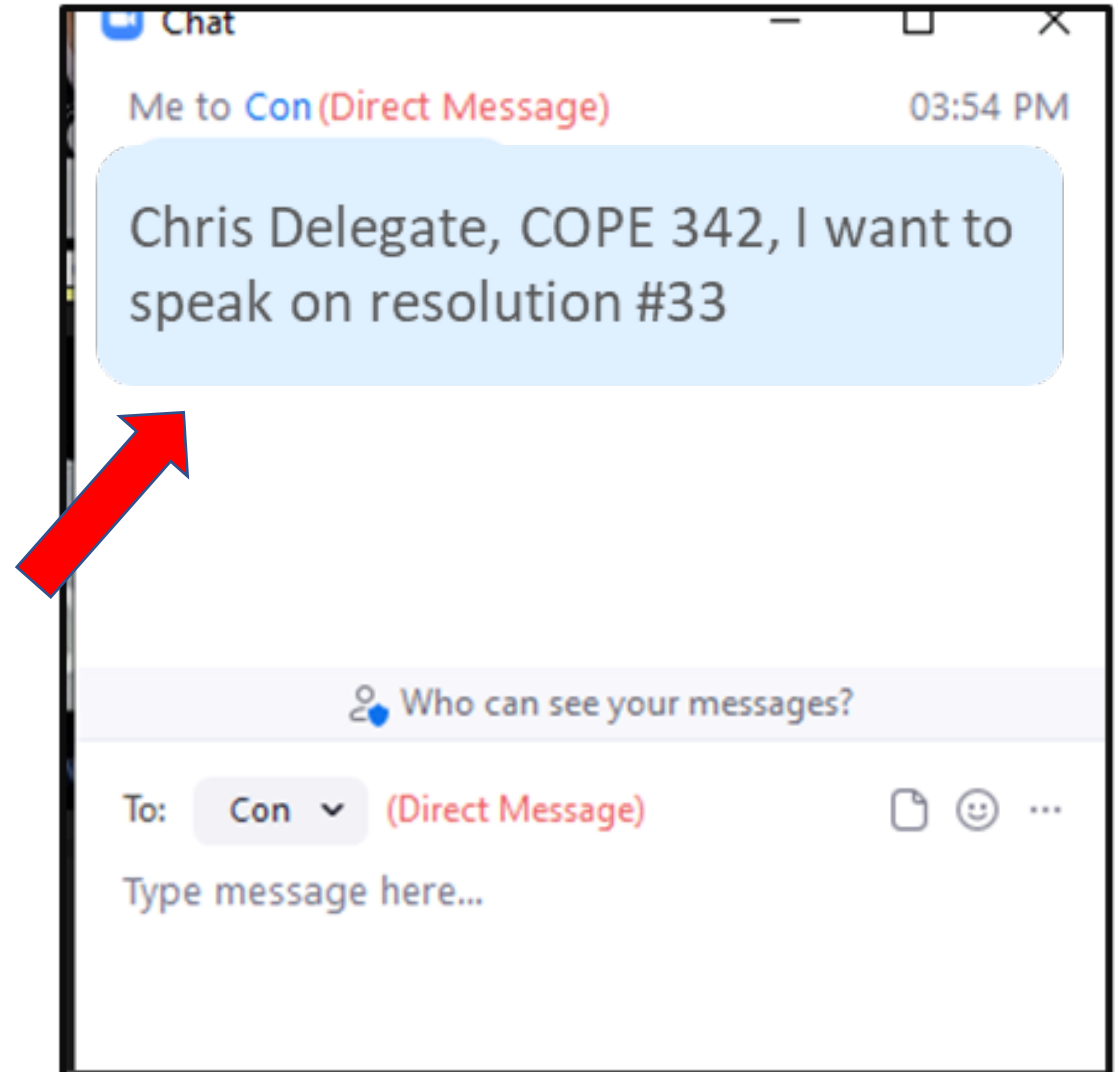 Chat
Me to Con (Direct Message) 03:54 PM
Chris Delegate, COPE 342, I want to
speak on resolution #33
Who can see your messages?
To: Con (Direct Message)
Type message here...